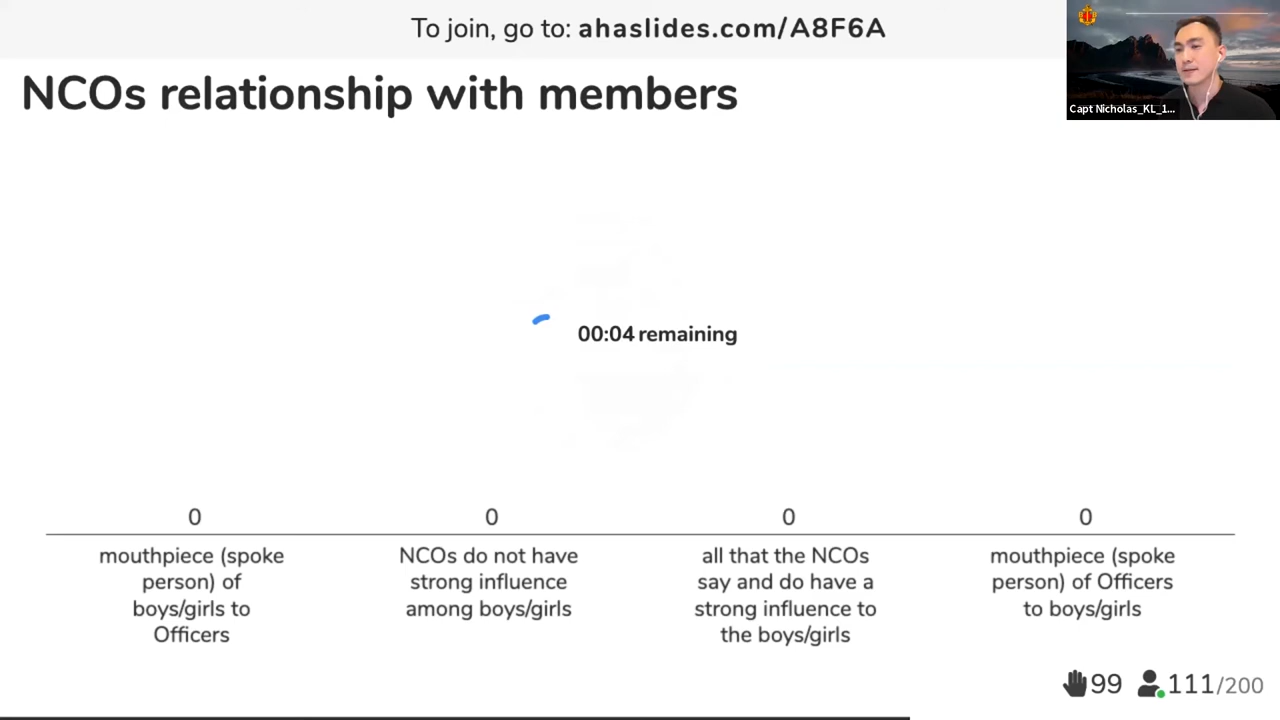 To join, go to: ahaslides.com/A8F6A
NCOs relationship with members
Capt Nicholas_KL_1...
00:04 remaining
0
0
0
0
mouthpiece (spoke
person) of
boys/girls to
Officers
NCOs do not have
strong influence
among boys/girls
all that the NCOs
say and do have a
strong influence to
the boys/girls
mouthpiece (spoke
person) of Officers
to boys/girls
99
111/200